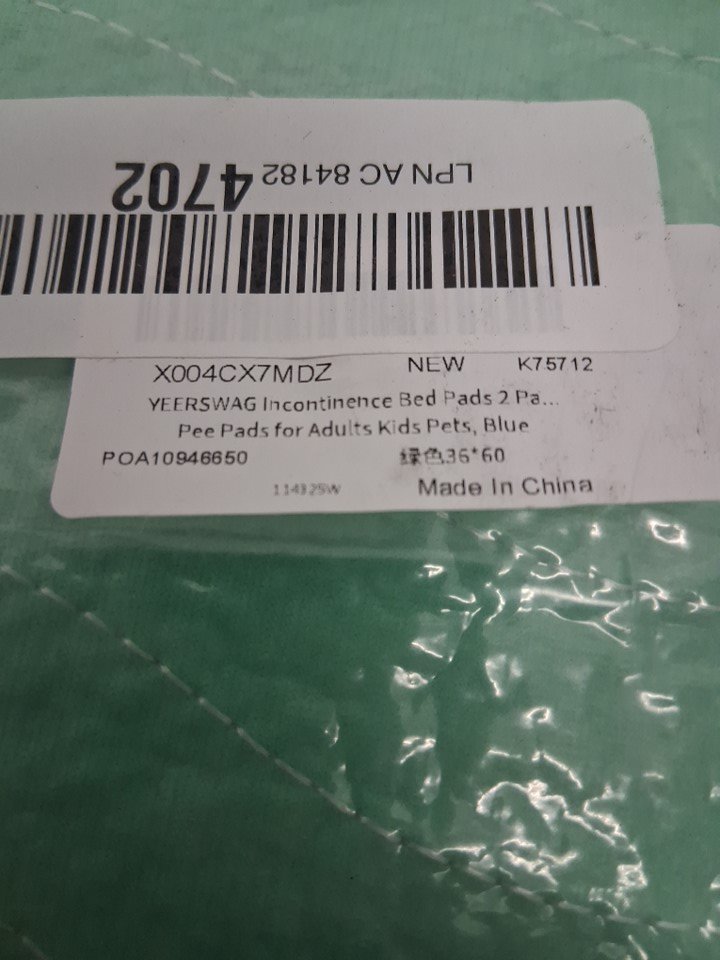 LPN AC 84182 4702
X004CX7MDZ NEW K75712
YEERSWAG Incontinence Bed Pads 2 Pa...
Pee Pads for Adults Kids Pets, Blue
POA10946650 绿色36*60
114325W Made In China